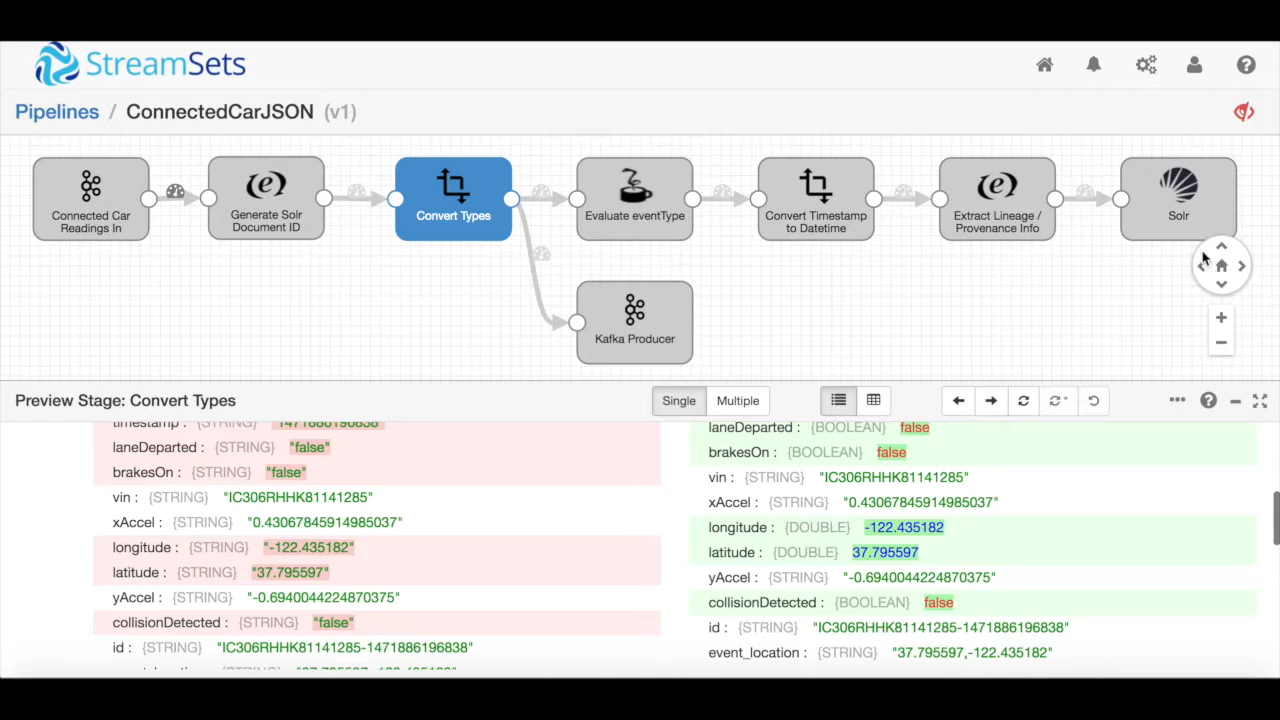 StreamSets
Pipelines / ConnectedCarJSON (v1)
Connected Car
Readings In
Generate Solr
Document ID
Convert Types
Evaluate eventType
Convert Timestamp
to Datetime
Extract Lineage /
Provenance Info
Solr
Kafka Producer
Preview Stage: Convert Types
Single
Multiple
timestamp : {STRING} "1471886196838"
laneDeparted : {STRING} "false"
brakesOn : {STRING} "false"
vin : {STRING} "IC306RHHK81141285"
xAccel : {STRING} "0.43067845914985037"
longitude : {STRING} "-122.435182"
latitude : {STRING} "37.795597"
yAccel : {STRING} "-0.6940044224870375"
collisionDetected : {STRING} "false"
id : {STRING} "IC306RHHK81141285-1471886196838"
laneDeparted : {BOOLEAN} false
brakesOn : {BOOLEAN} false
vin : {STRING} "IC306RHHK81141285"
xAccel : {STRING} "0.43067845914985037"
longitude : {DOUBLE} -122.435182
latitude : {DOUBLE} 37.795597
yAccel : {STRING} "-0.6940044224870375"
collisionDetected : {BOOLEAN} false
id : {STRING} "IC306RHHK81141285-1471886196838"
event_location : {STRING} "37.795597,-122.435182"